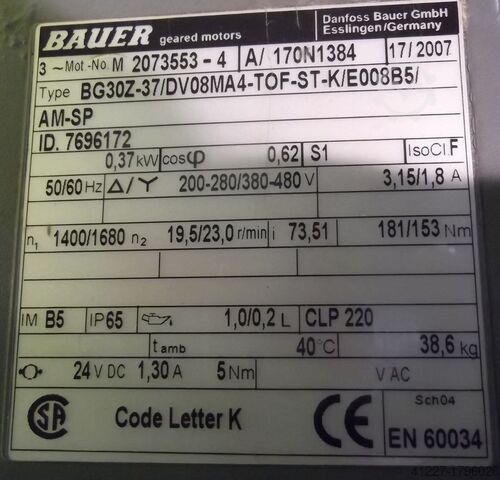 BAUER geared motors Danfoss Bauer GmbH
Esslingen/Germany
3~Mot.-No. M 2073553-4 A/ 170N1384 17/2007
Type BG30Z-37/DV08MA4-TOF-ST-K/E008B5/
AM-SP
ID. 7696172
0,37kW cosφ 0,62 S1 IsoCl F
50/60 Hz Δ/Y 200-280/380-480 V 3,15/1,8 A
n1 1400/1680 n2 19,5/23,0 r/min i 73,51 181/153 Nm
IM B5 IP65 1,0/0,2 L CLP 220
tamb 40°C 38,6 kg
24 V DC 1,30 A 5Nm V AC
SA Code Letter K CE Sch04
EN 60034